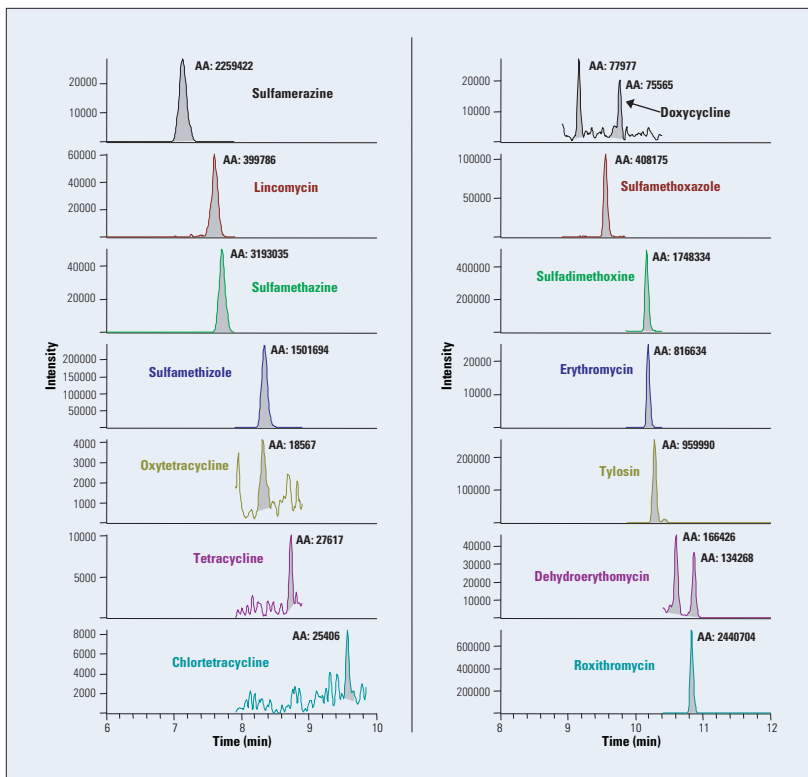 AA: 2259422
Sulfamerazine
20000
10000
AA: 399786
Lincomycin
60000
40000
20000
AA: 3193035
Sulfamethazine
40000
20000
AA: 1501694
Sulfamethizole
200000
150000
100000
50000
Intensity
AA: 18567
Oxytetracycline
4000
3000
2000
1000
0
AA: 27617
Tetracycline
10000
5000
AA: 25406
Chlortetracycline
8000
6000
4000
2000
0
6 7 8 9 10
Time (min)
AA: 77977
AA: 75565
Doxycycline
20000
10000
AA: 408175
Sulfamethoxazole
100000
50000
AA: 1748334
Sulfadimethoxine
400000
200000
AA: 816634
Erythromycin
20000
10000
Intensity
AA: 959990
Tylosin
200000
100000
AA: 166426
AA: 134268
Dehydroerythomycin
40000
30000
20000
10000
0
AA: 2440704
Roxithromycin
600000
400000
200000
8 9 10 11 12
Time (min)